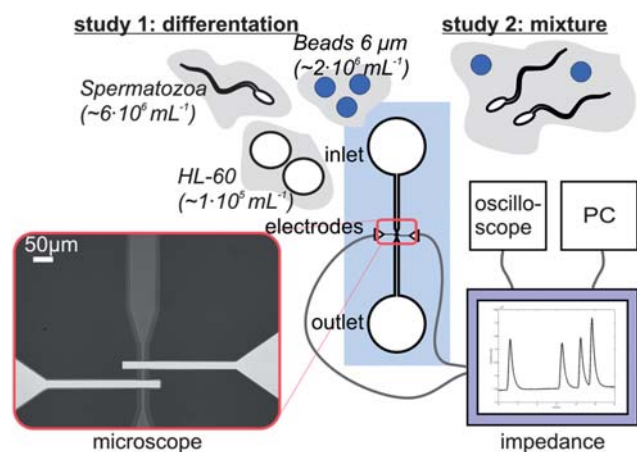 study 1: differentation
study 2: mixture
Beads 6 µm
(~2·10⁶ mL⁻¹)
Spermatozoa
(~6·10⁶ mL⁻¹)
HL-60
(~1·10⁵ mL⁻¹)
inlet
electrodes
outlet
oscillo-
scope
PC
50µm
microscope
impedance